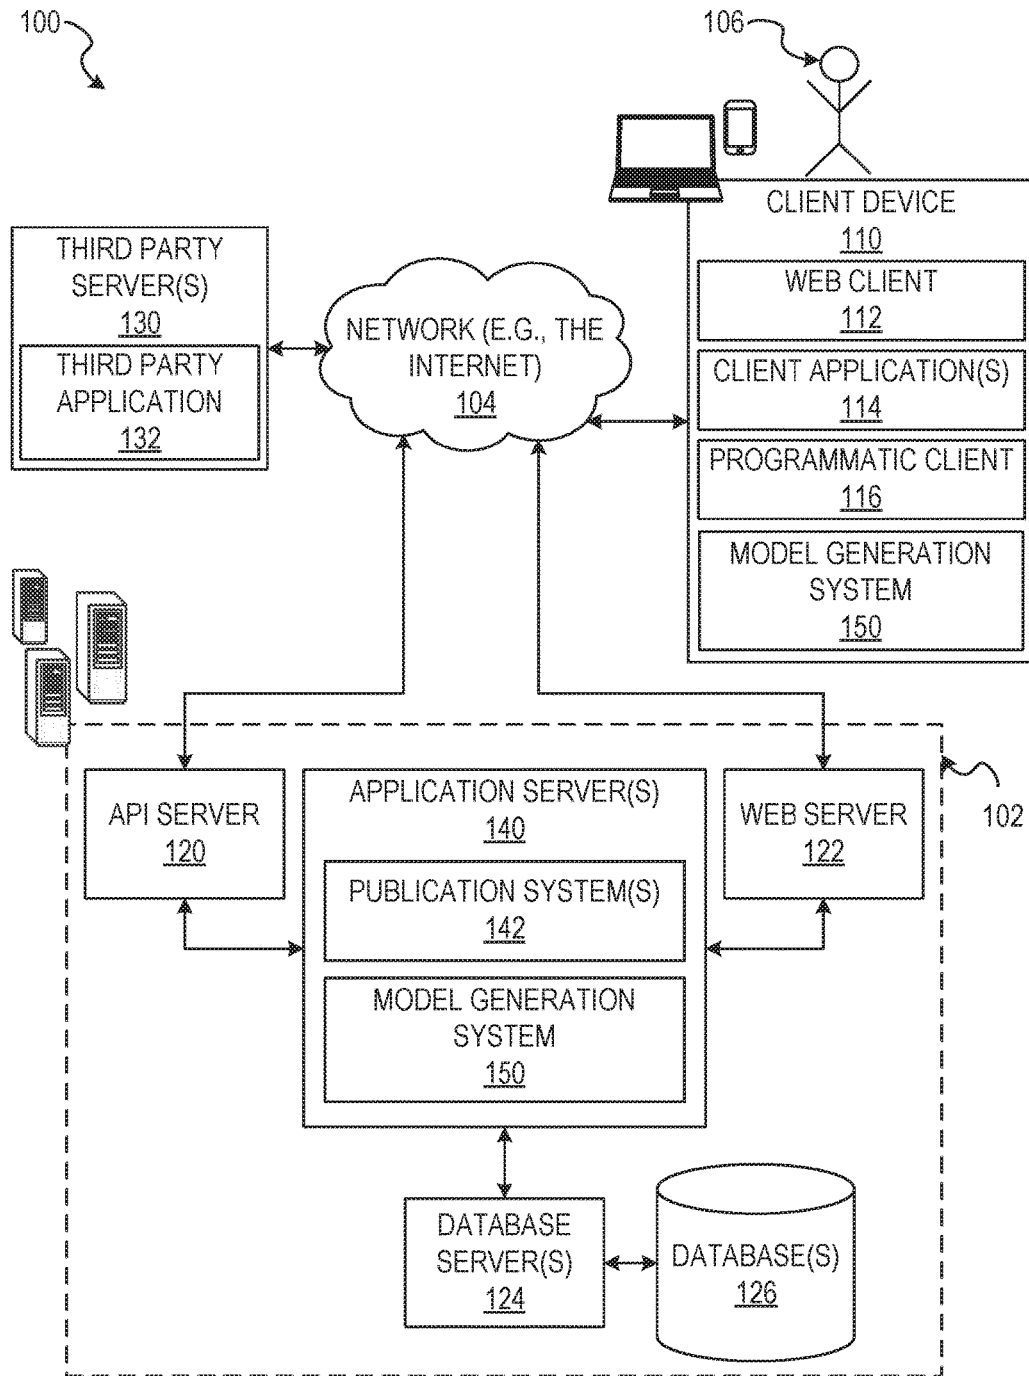 100
106
CLIENT DEVICE
110
WEB CLIENT
112
CLIENT APPLICATION(S)
114
PROGRAMMATIC CLIENT
116
MODEL GENERATION
SYSTEM
150
THIRD PARTY
SERVER(S)
130
THIRD PARTY
APPLICATION
132
NETWORK (E.G., THE
INTERNET)
104
102
API SERVER
120
APPLICATION SERVER(S)
140
PUBLICATION SYSTEM(S)
142
MODEL GENERATION
SYSTEM
150
WEB SERVER
122
DATABASE
SERVER(S)
124
DATABASE(S)
126